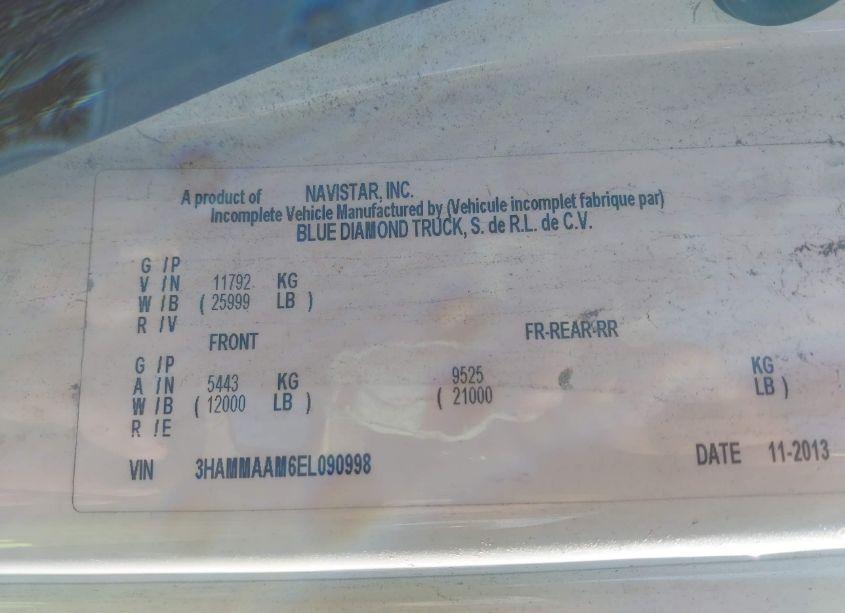 A product of NAVISTAR, INC.
Incomplete Vehicle Manufactured by (Vehicule incomplet fabrique par)
BLUE DIAMOND TRUCK, S. de R.L. de C.V.
G /P
V /N 11792 KG
W /B ( 25999 LB )
R /V
FRONT FR-REAR-RR
G /P
A /N 5443 KG 9525 KG
W /B ( 12000 LB ) ( 21000 LB )
R /E
VIN 3HAMMAAM6EL090998 DATE 11-2013